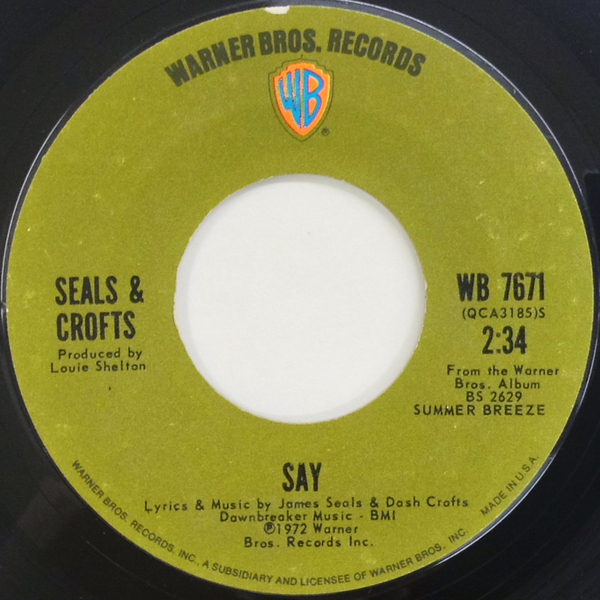 WARNER BROS. RECORDS
WB
®
SEALS &
CROFTS
Produced by
Louie Shelton
WB 7671
(QCA3185)S
2:34
From the Warner
Bros. Album
BS 2629
SUMMER BREEZE
SAY
Lyrics & Music by James Seals & Dash Crofts
Dawnbreaker Music - BMI
℗1972 Warner
Bros. Records Inc.
WARNER BROS. RECORDS, INC., A SUBSIDIARY AND LICENSEE OF WARNER BROS., INC. MADE IN U.S.A.